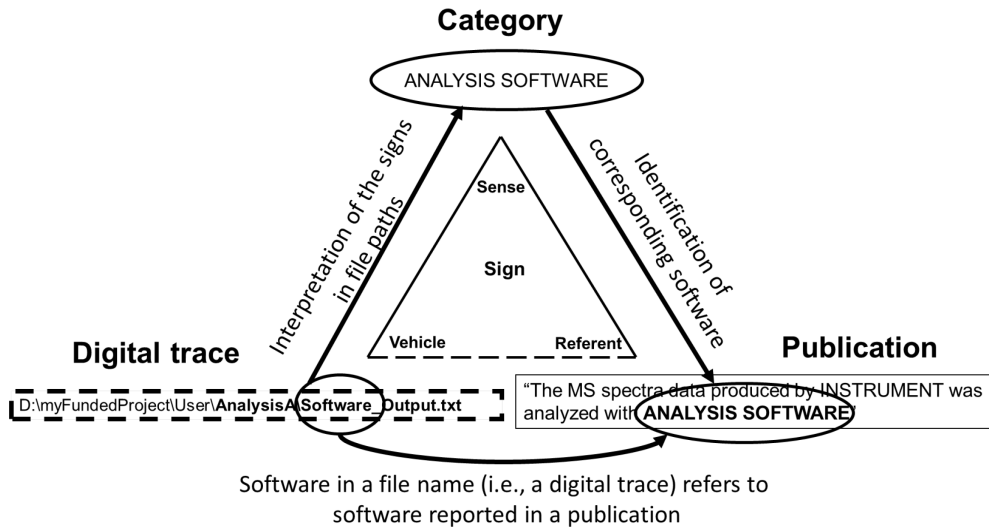 Category
ANALYSIS SOFTWARE
Interpretation of the signs
in file paths
Identification of
corresponding software
Sense
Sign
Vehicle
Referent
Digital trace
Publication
D:\myFundedProject\User\AnalysisA\Software_Output.txt
“The MS spectra data produced by INSTRUMENT was
analyzed with ANALYSIS SOFTWARE”
Software in a file name (i.e., a digital trace) refers to
software reported in a publication